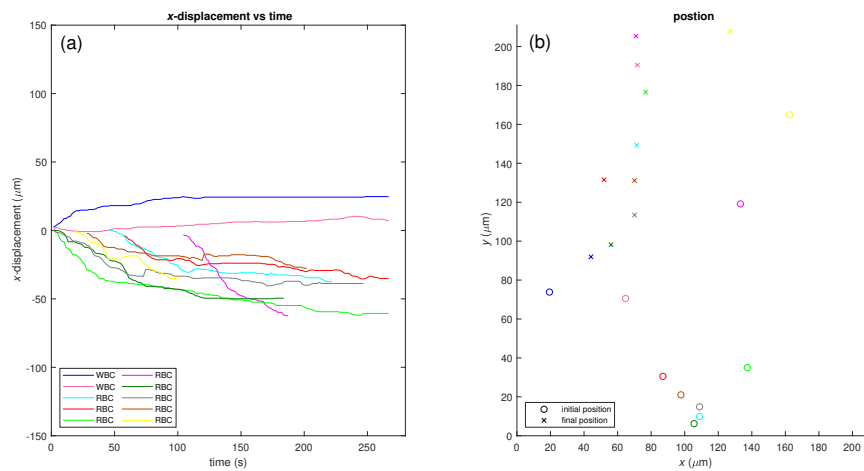 x-displacement vs time
(a)
150
100
50
0
-50
-100
-150
x-displacement (μm)
WBC RBC
WBC RBC
RBC RBC
RBC RBC
RBC RBC
0 50 100 150 200 250
time (s)
postion
(b)
200
180
160
140
120
100
80
60
40
20
0
y (μm)
initial position
final position
0 20 40 60 80 100 120 140 160 180 200
x (μm)